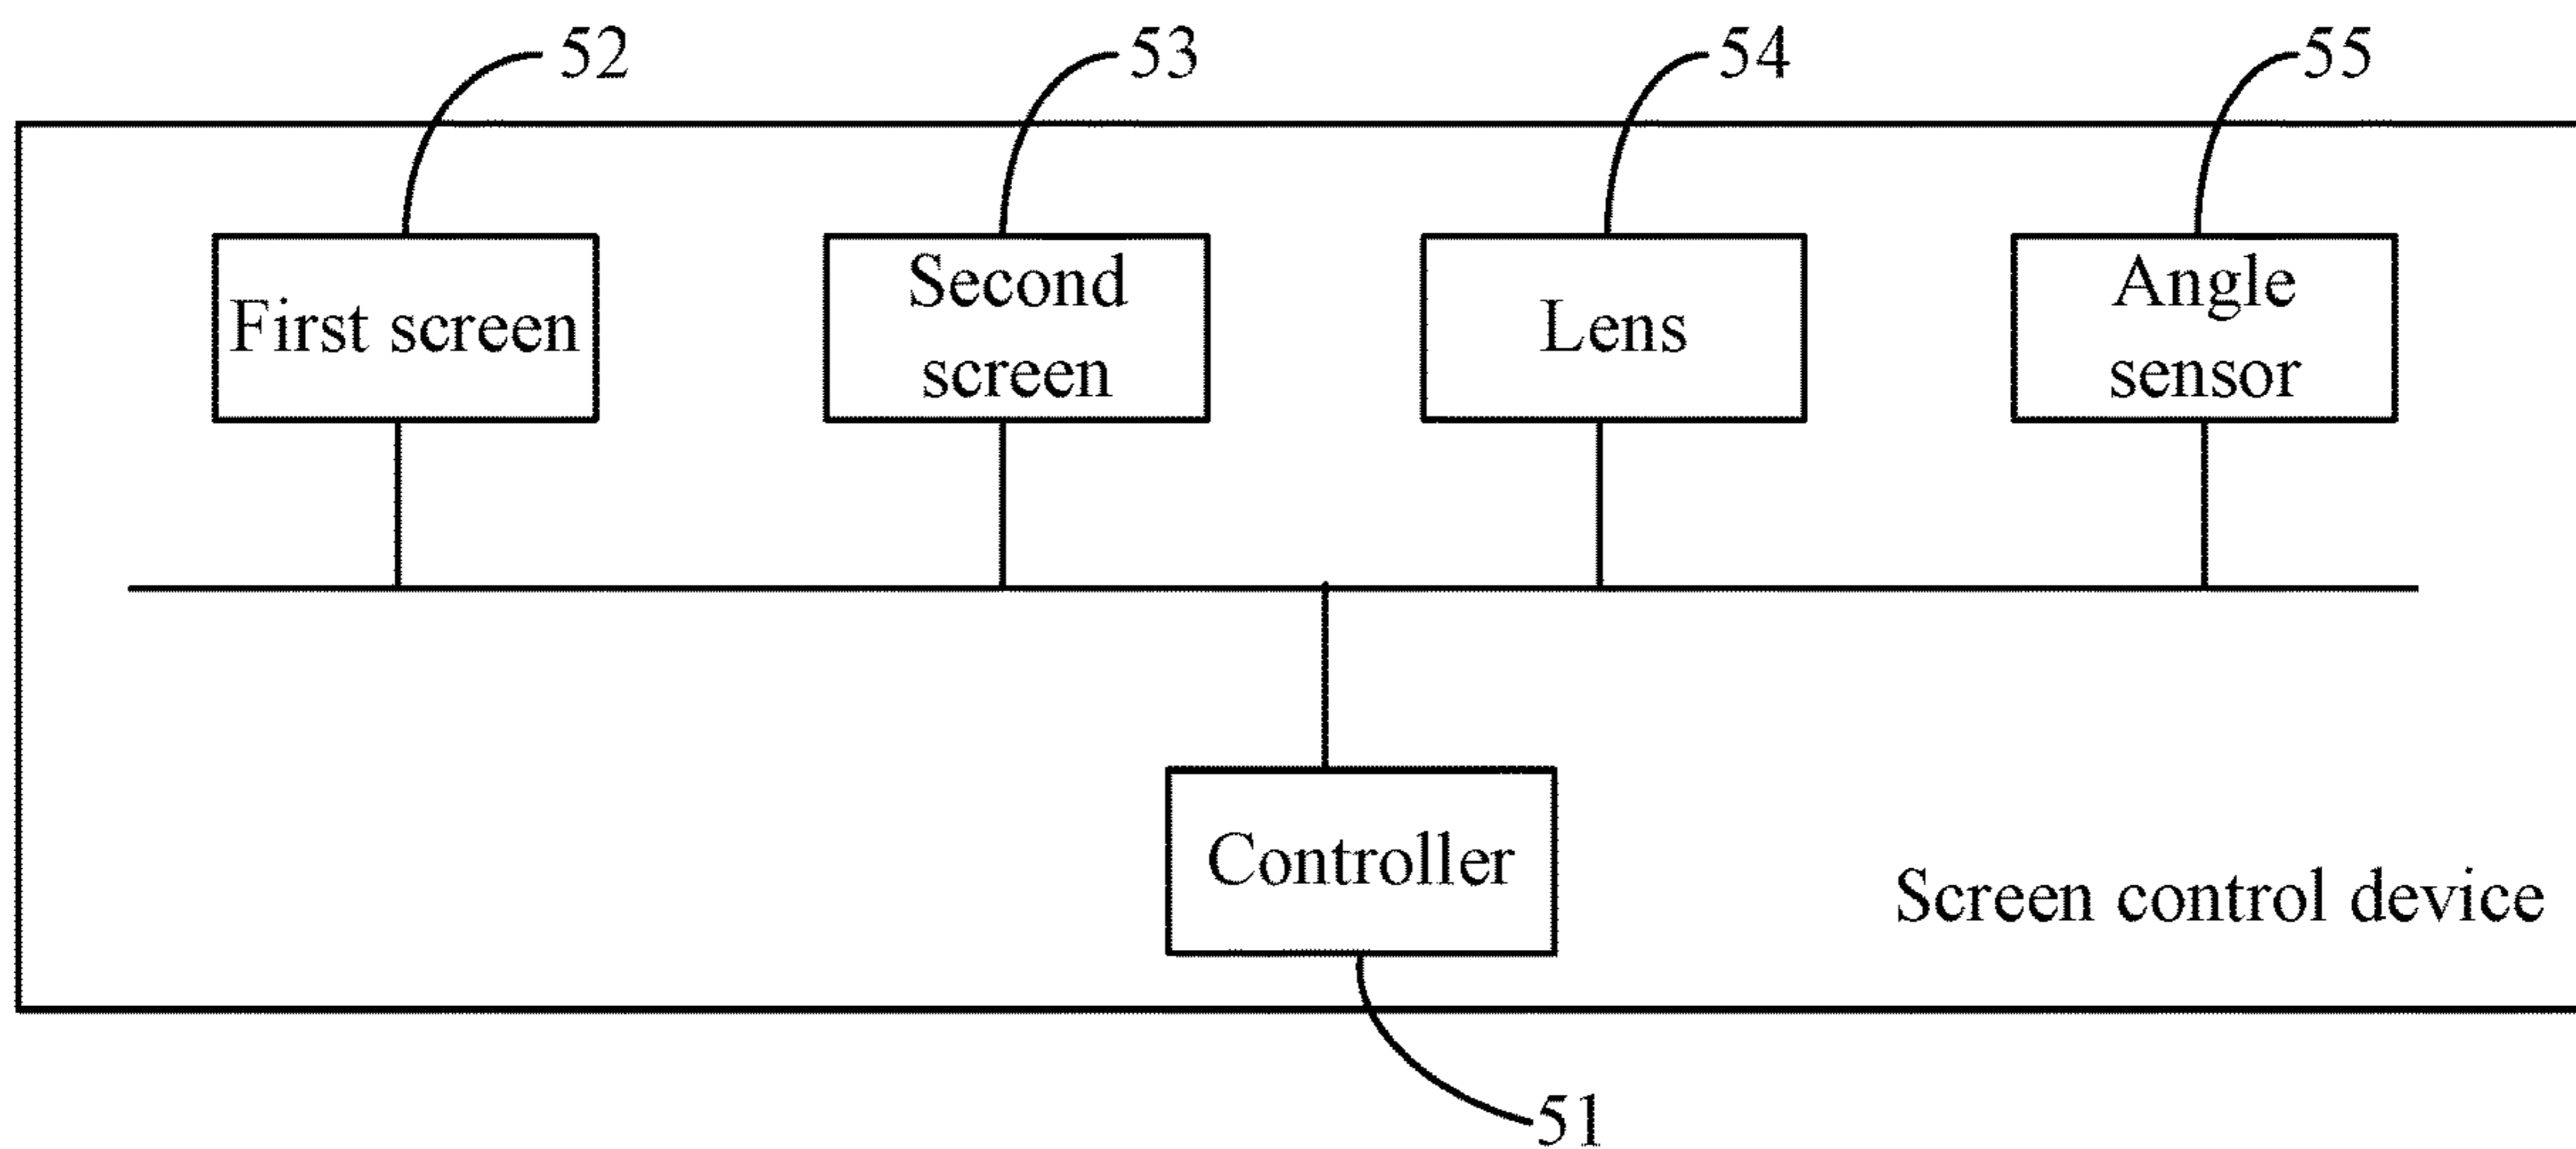 52
53
54
55
First screen
Second
screen
Lens
Angle
sensor
Controller
Screen control device
51